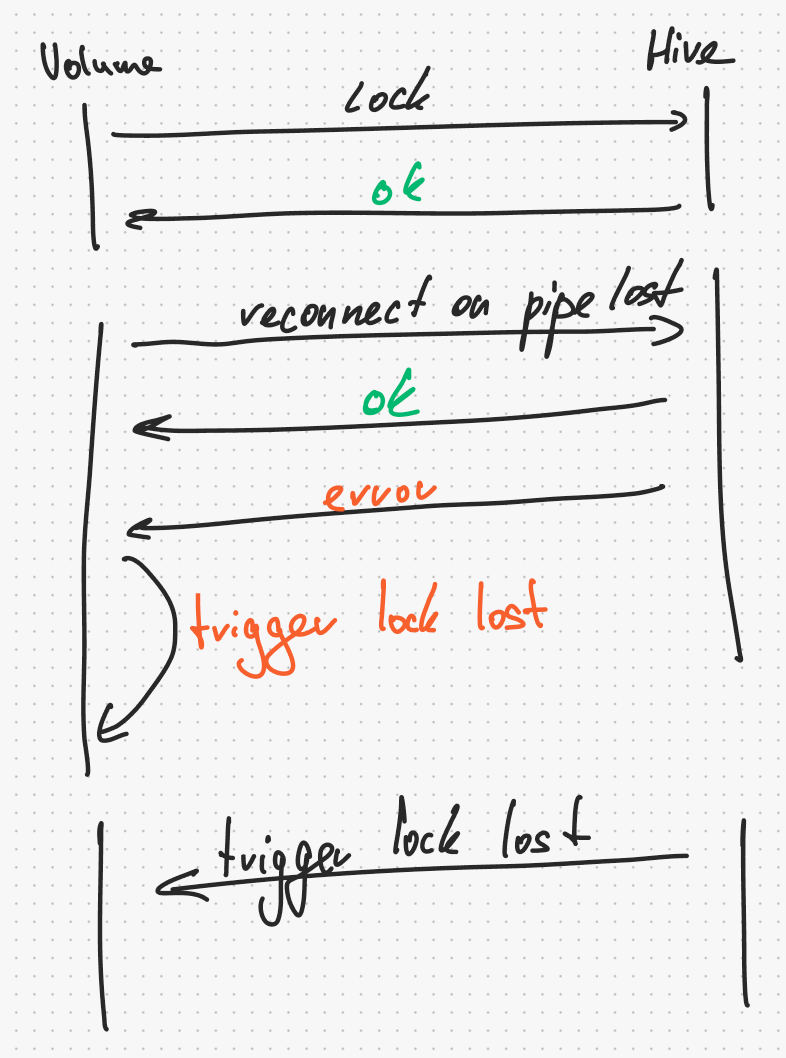 Volume
Hive
Lock
ok
reconnect on pipe lost
ok
error
trigger lock lost
trigger lock lost